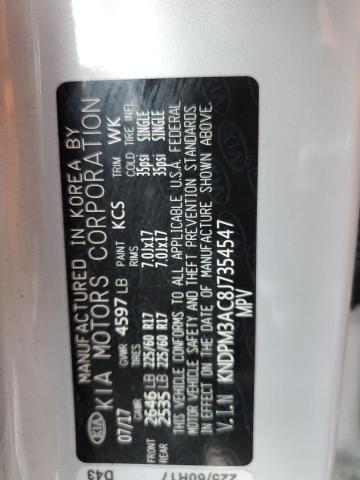 KIA
MANUFACTURED IN KOREA BY
KIA MOTORS CORPORATION
07/17 GVWR 4597 LB PAINT KCS TRIM WK
GAWR TIRES RIMS COLD TIRE INFL
FRONT 2646 LB 225/60 R17 7.0Jx17 35psi SINGLE
REAR 2535 LB 225/60 R17 7.0Jx17 35psi SINGLE
THIS VEHICLE CONFORMS TO ALL APPLICABLE U.S.A. FEDERAL
MOTOR VEHICLE SAFETY AND THEFT PREVENTION STANDARDS
IN EFFECT ON THE DATE OF MANUFACTURE SHOWN ABOVE.
V.I.N KNDPM3AC8J7354547
MPV
225/60R17
D43